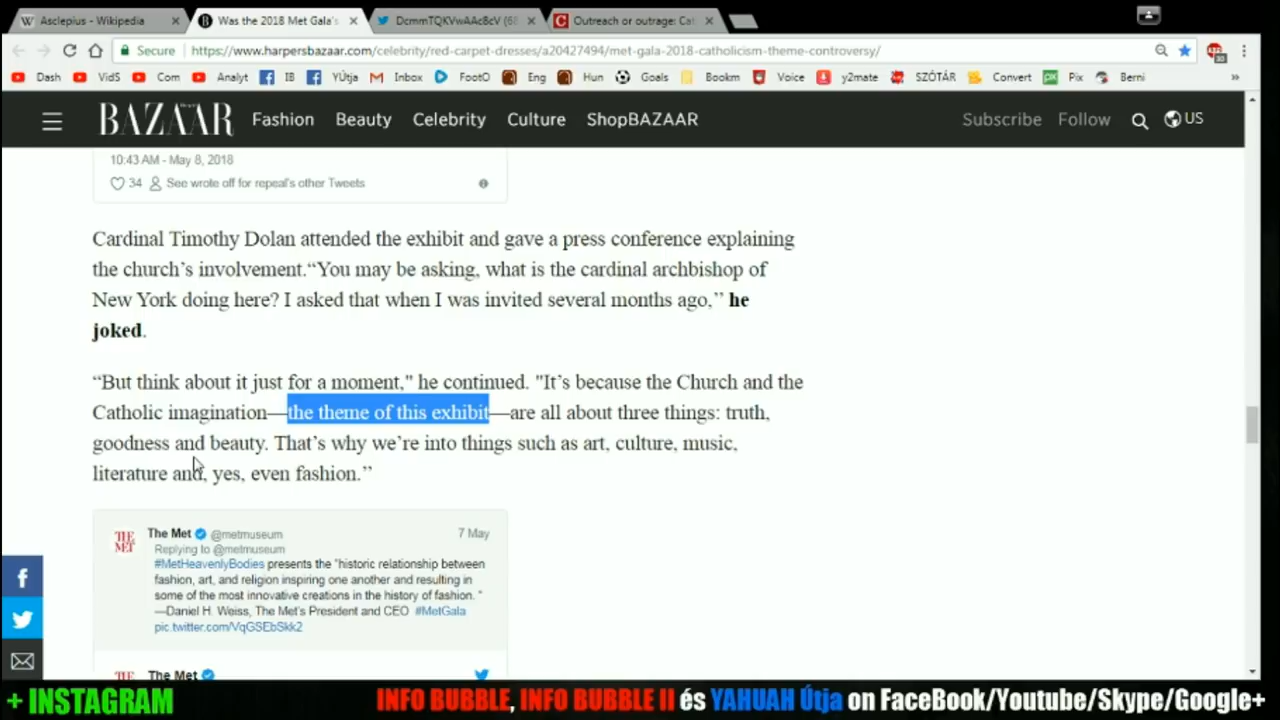 Asclepius - Wikipedia
Was the 2018 Met Gala's
DcmmTQKVwAAc8cV (68
Outreach or outrage: Cat
Secure
https://www.harpersbazaar.com/celebrity/red-carpet-dresses/a20427494/met-gala-2018-catholicism-theme-controversy/
Dash VidS Com Analyt IB YÚtja Inbox FootO Eng Hun Goals Bookm Voice y2mate SZÓTÁR Convert Pix Berni »
BAZAAR Fashion Beauty Celebrity Culture ShopBAZAAR Subscribe Follow US
10:43 AM - May 8, 2018
34 See wrote off for repeal's other Tweets
Cardinal Timothy Dolan attended the exhibit and gave a press conference explaining
the church's involvement.“You may be asking, what is the cardinal archbishop of
New York doing here? I asked that when I was invited several months ago,” he
joked.
“But think about it just for a moment," he continued. "It's because the Church and the
Catholic imagination—the theme of this exhibit—are all about three things: truth,
goodness and beauty. That's why we're into things such as art, culture, music,
literature and, yes, even fashion.”
THE MET
The Met @metmuseum 7 May
Replying to @metmuseum
#MetHeavenlyBodies presents the "historic relationship between
fashion, art, and religion inspiring one another and resulting in
some of the most innovative creations in the history of fashion. "
—Daniel H. Weiss, The Met's President and CEO #MetGala
pic.twitter.com/VqGSEbSkk2
THE
The Met
+ INSTAGRAM
INFO BUBBLE, INFO BUBBLE II és YAHUAH Útja on FaceBook/Youtube/Skype/Google+